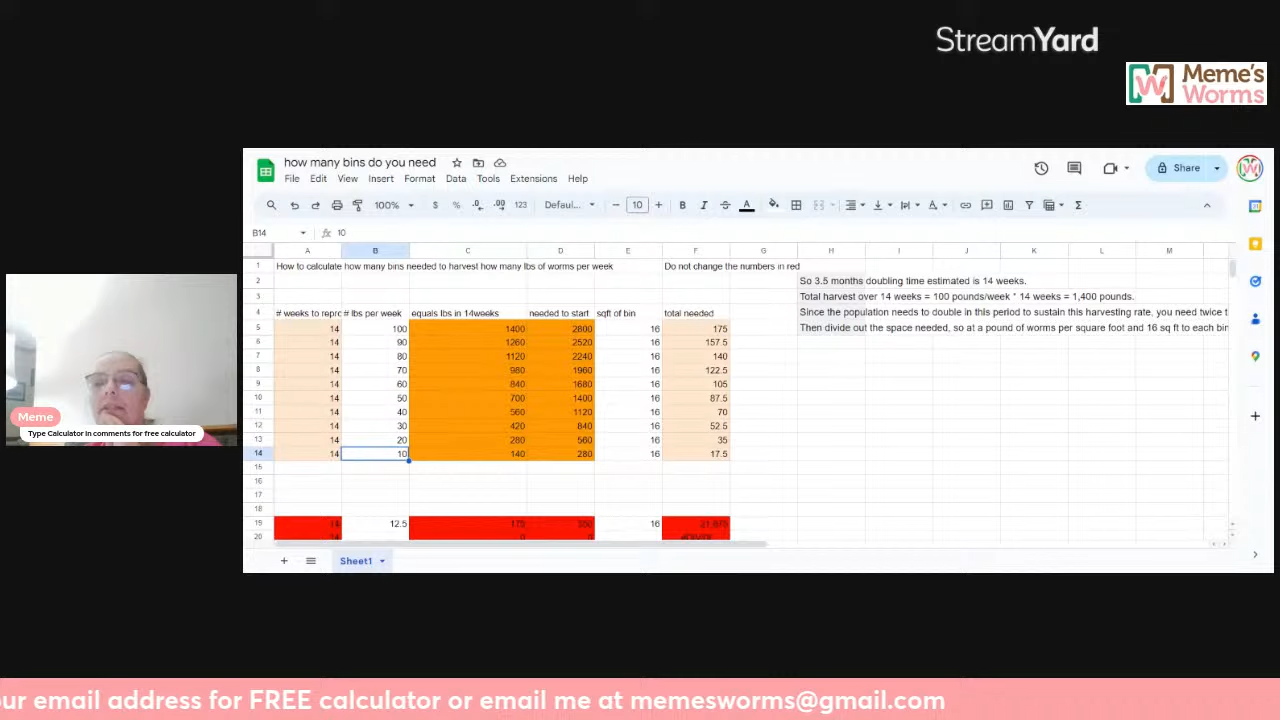 StreamYard
Meme's
Worms
how many bins do you need
File Edit View Insert Format Data Tools Extensions Help
Share
100% $ % .0 .00 123 Defaul... − 10 + B I A Σ
B14 fx 10
A B C D E F G H I J K L M
1 How to calculate how many bins needed to harvest how many lbs of worms per week Do not change the numbers in red
2 So 3.5 months doubling time estimated is 14 weeks.
3 Total harvest over 14 weeks = 100 pounds/week * 14 weeks = 1,400 pounds.
4 # weeks to repro # lbs per week equals lbs in 14weeks needed to start sqft of bin total needed Since the population needs to double in this period to sustain this harvesting rate, you need twice t
5 14 100 1400 2800 16 175 Then divide out the space needed, so at a pound of worms per square foot and 16 sq ft to each bin
6 14 90 1260 2520 16 157.5
7 14 80 1120 2240 16 140
8 14 70 980 1960 16 122.5
9 14 60 840 1680 16 105
10 14 50 700 1400 16 87.5
11 14 40 560 1120 16 70
12 14 30 420 840 16 52.5
13 14 20 280 560 16 35
14 14 10 140 280 16 17.5
15
16
17
18
19 14 12.5 175 350 16 21.875
20 14 0 0
Sheet1
Meme
Type Calculator in comments for free calculator
our email address for FREE calculator or email me at memesworms@gmail.com